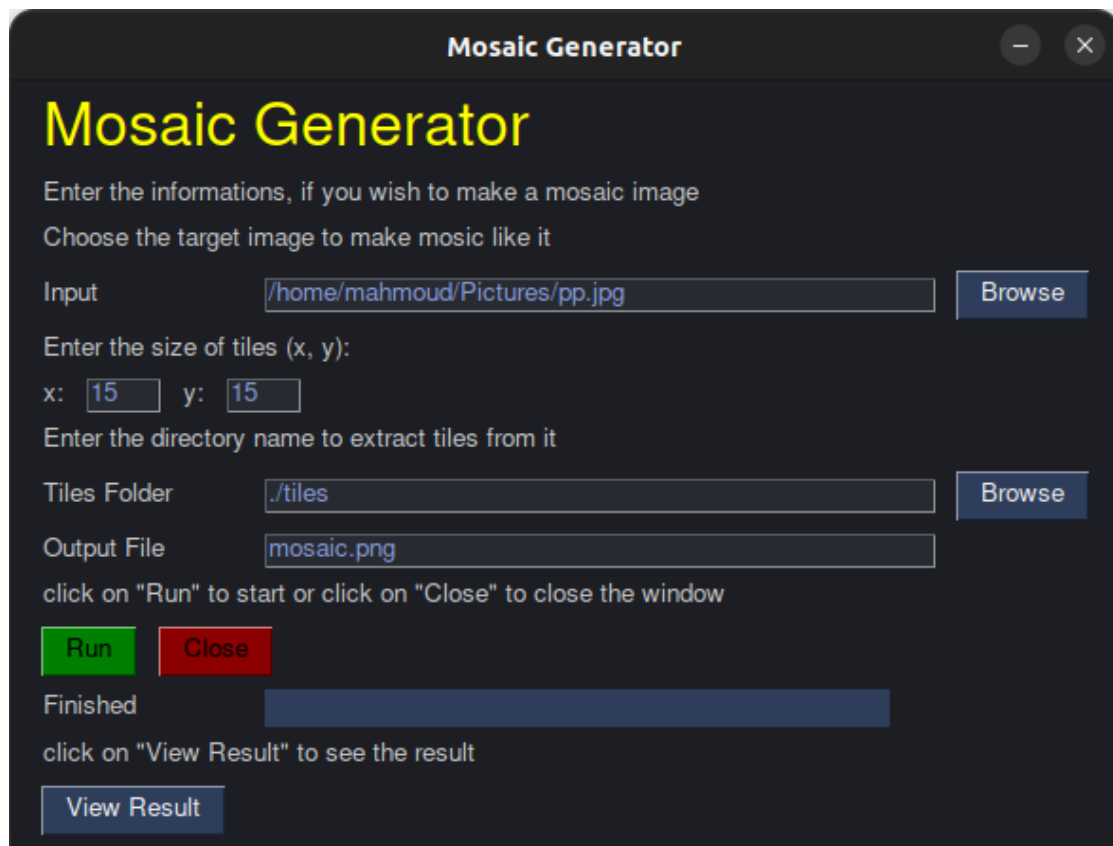 Mosaic Generator
Mosaic Generator
Enter the informations, if you wish to make a mosaic image
Choose the target image to make mosic like it
Input /home/mahmoud/Pictures/pp.jpg Browse
Enter the size of tiles (x, y):
x: 15 y: 15
Enter the directory name to extract tiles from it
Tiles Folder ./tiles Browse
Output File mosaic.png
click on "Run" to start or click on "Close" to close the window
Run Close
Finished
click on "View Result" to see the result
View Result